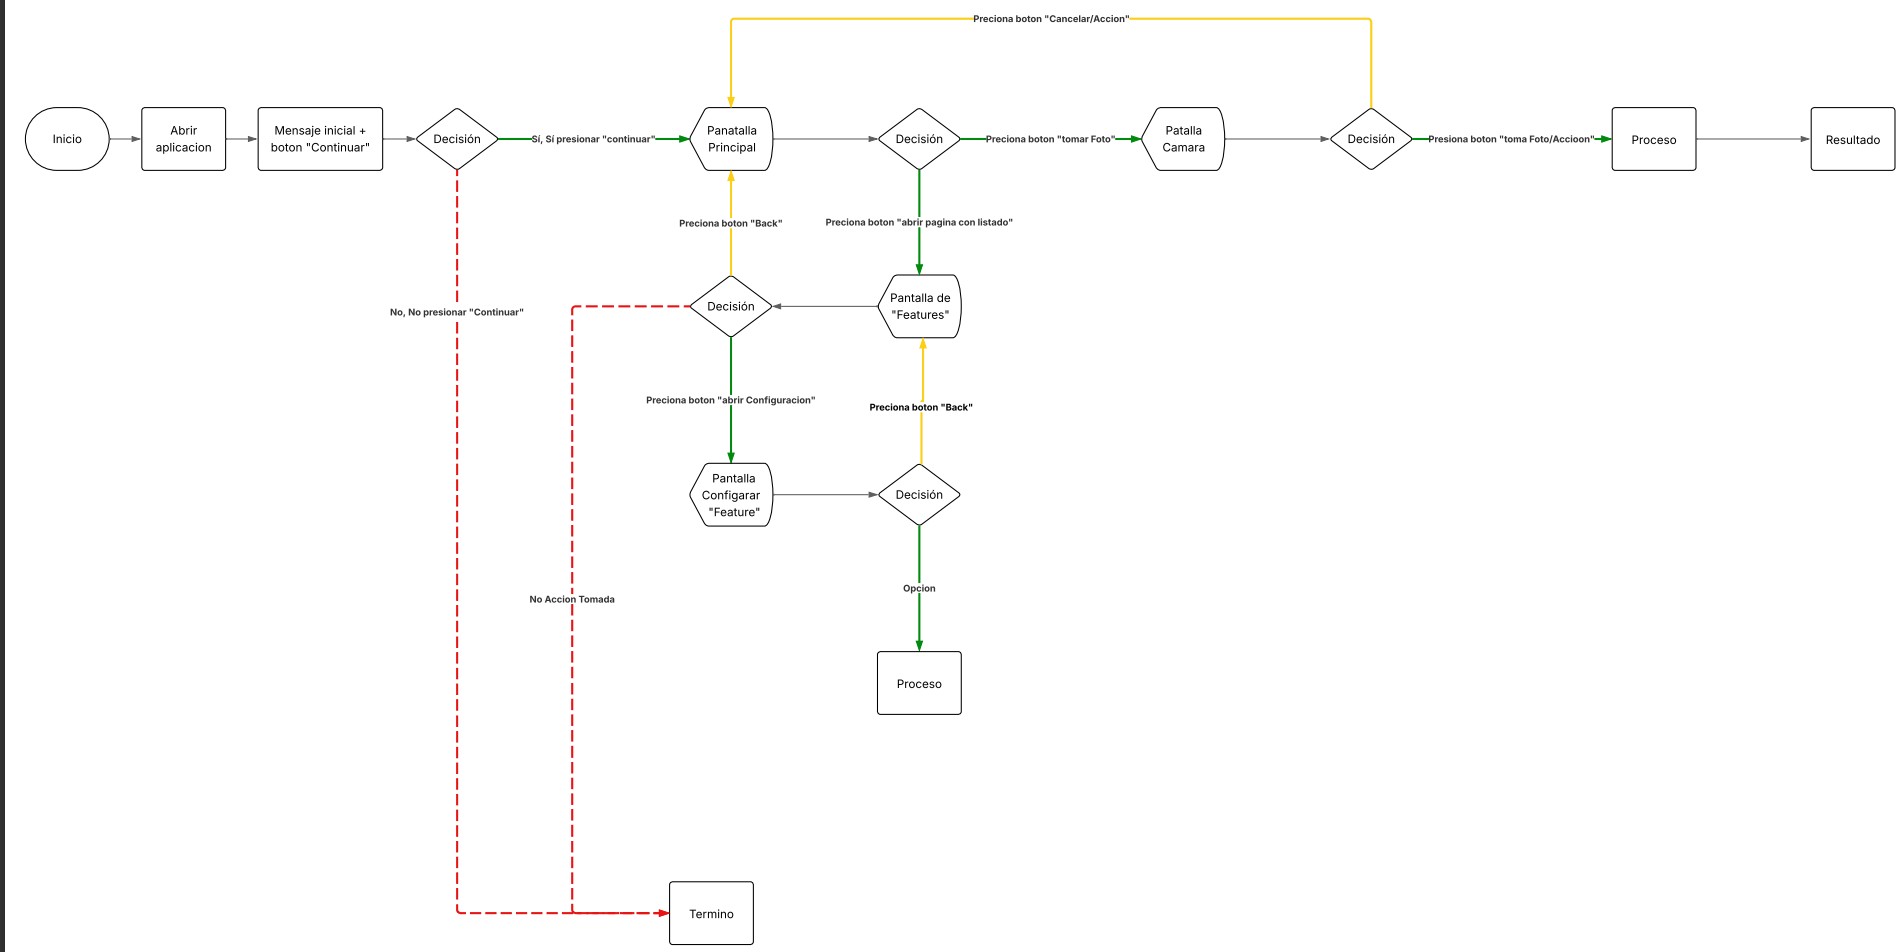 Preciona boton "Cancelar/Accion"
Inicio
Abrir
aplicacion
Mensaje inicial +
boton "Continuar"
Decisión
Sí, Sí presionar "continuar"
Panatalla
Principal
Decisión
Preciona boton "tomar Foto"
Patalla
Camara
Decisión
Presiona boton "toma Foto/Accioon"
Proceso
Resultado
Preciona boton "Back"
Preciona boton "abrir pagina con listado"
No, No presionar "Continuar"
Decisión
Pantalla de
"Features"
Preciona boton "abrir Configuracion"
Preciona boton "Back"
Pantalla
Configarar
"Feature"
Decisión
No Accion Tomada
Opcion
Proceso
Termino